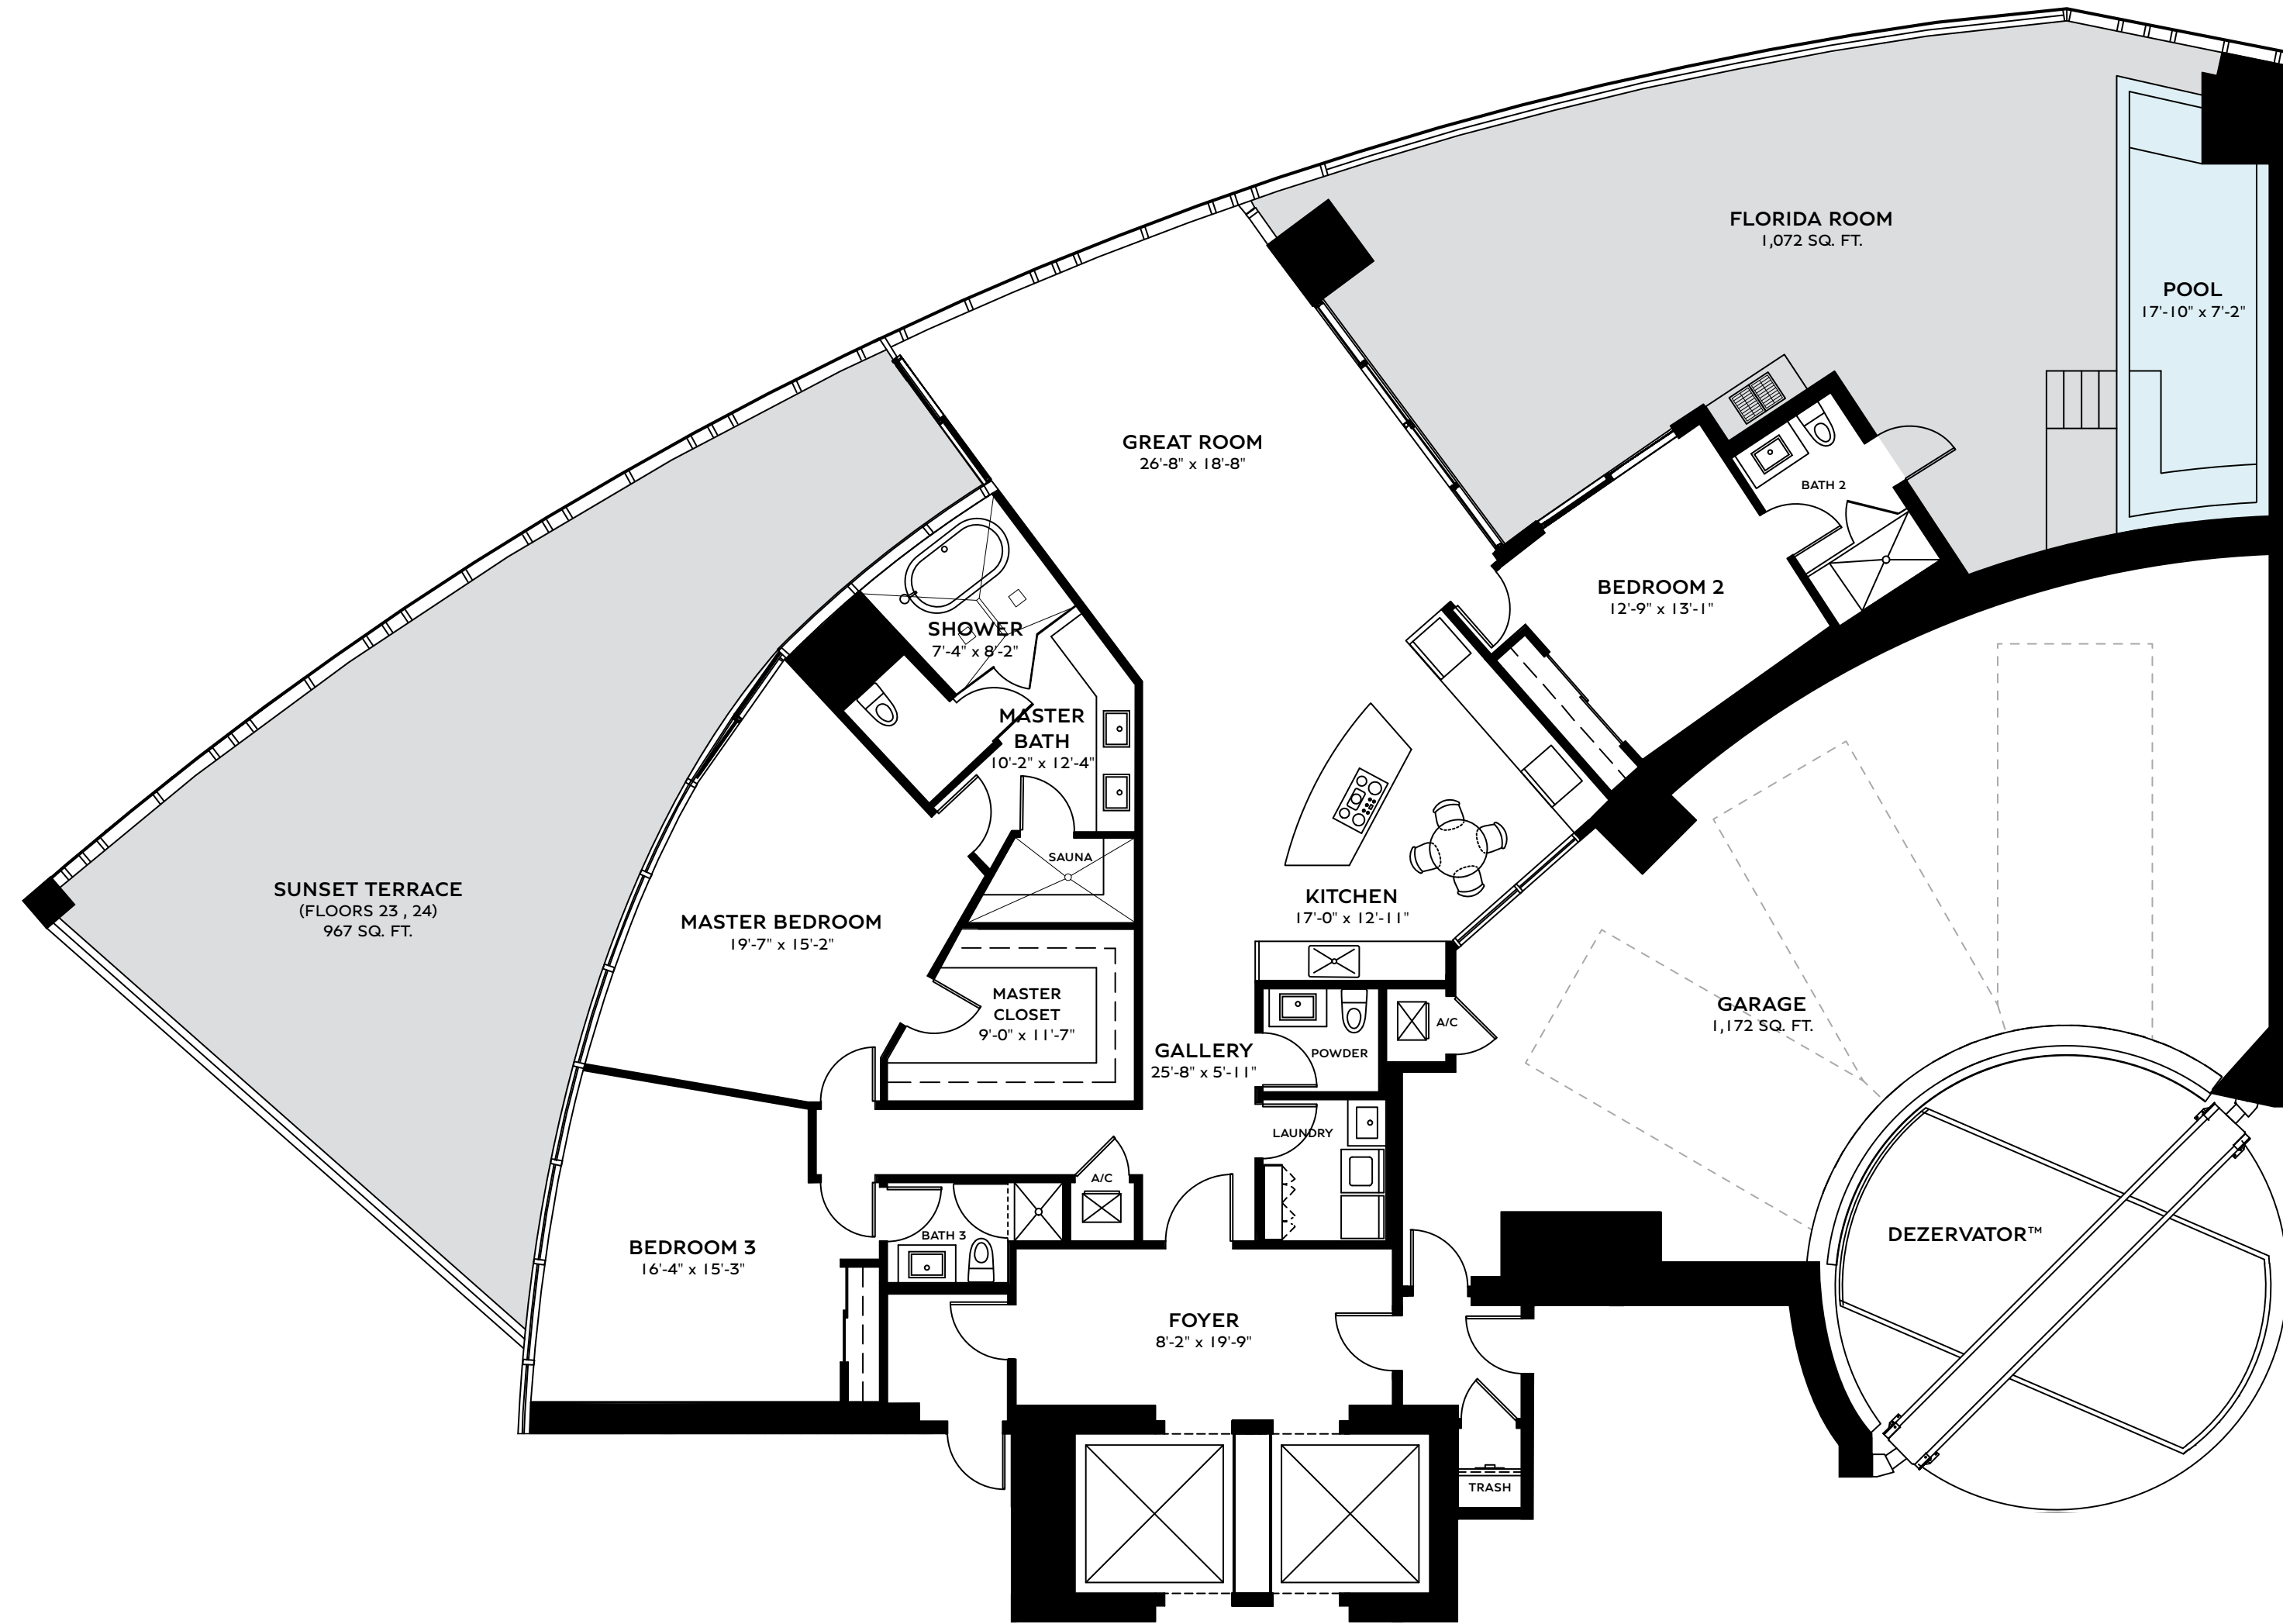 FLORIDA ROOM
1,072 SQ. FT.
POOL
17'-10" x 7'-2"
GREAT ROOM
26'-8" x 18'-8"
BATH 2
BEDROOM 2
12'-9" x 13'-1"
SHOWER
7'-4" x 8'-2"
MASTER
BATH
10'-2" x 12'-4"
SAUNA
SUNSET TERRACE
(FLOORS 23 , 24)
967 SQ. FT.
MASTER BEDROOM
19'-7" x 15'-2"
KITCHEN
17'-0" x 12'-11"
MASTER
CLOSET
9'-0" x 11'-7"
GARAGE
1,172 SQ. FT.
A/C
GALLERY
25'-8" x 5'-11"
POWDER
LAUNDRY
A/C
BATH 3
BEDROOM 3
16'-4" x 15'-3"
DEZERVATOR™
FOYER
8'-2" x 19'-9"
TRASH